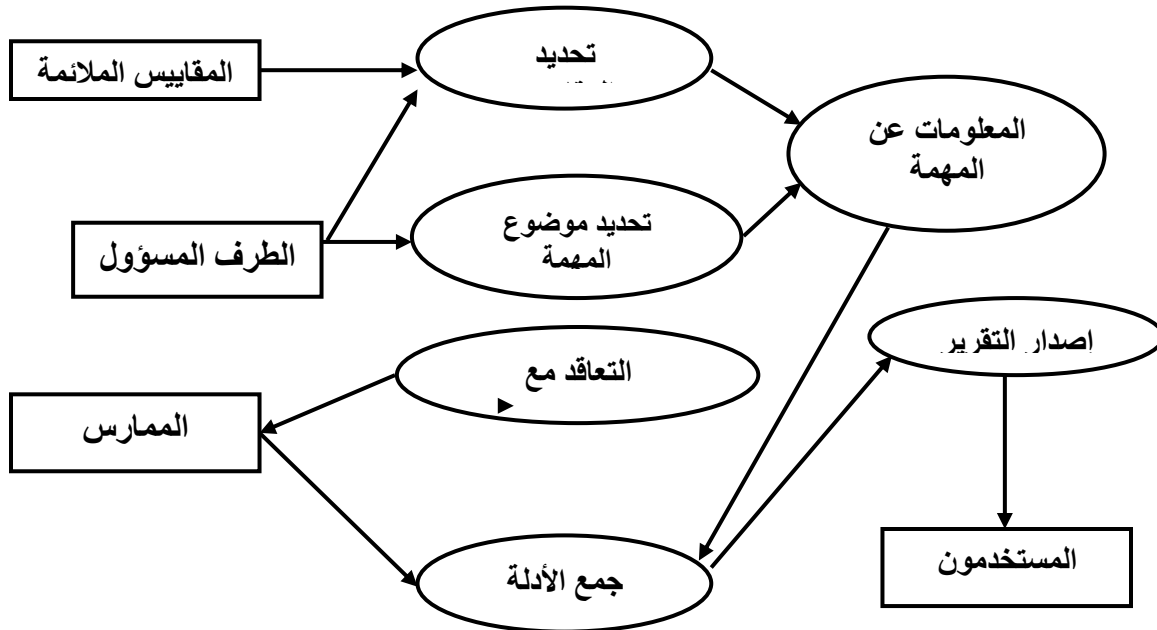 المقاييس الملائمة
تحديد
المعلومات عن
المهمة
الطرف المسؤول
تحديد موضوع
المهمة
إصدار التقرير
التعاقد مع
الممارس
المستخدمون
جمع الأدلة